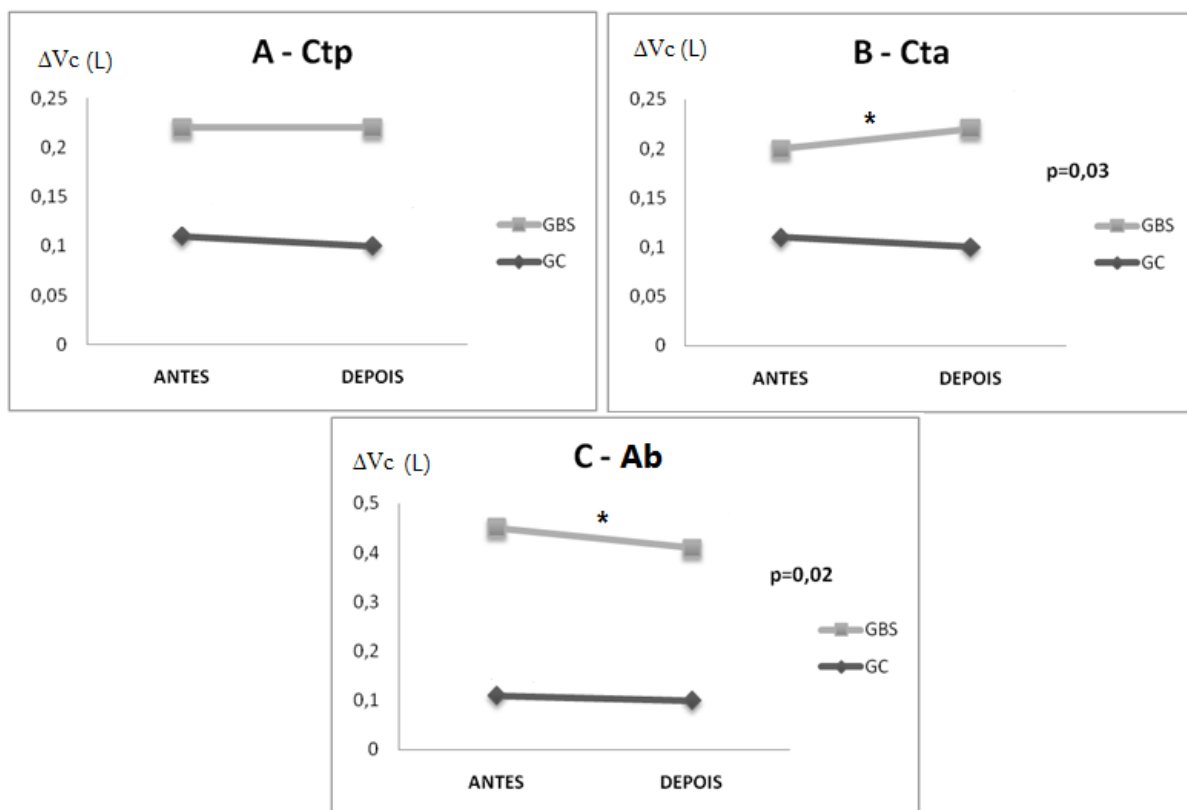 A - Ctp
ΔVc (L)
0,25
0,2
0,15
0,1
0,05
0
ANTES DEPOIS
GBS
GC
B - Cta
ΔVc (L)
0,25
0,2
0,15
0,1
0,05
0
*
p=0,03
ANTES DEPOIS
GBS
GC
C - Ab
ΔVc (L)
0,5
0,4
0,3
0,2
0,1
0
*
p=0,02
ANTES DEPOIS
GBS
GC